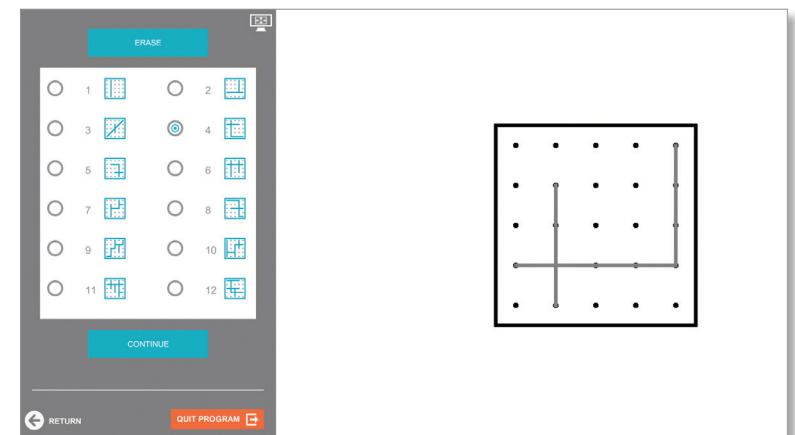 ERASE
1 2
3 4
5 6
7 8
9 10
11 12
CONTINUE
RETURN QUIT PROGRAM